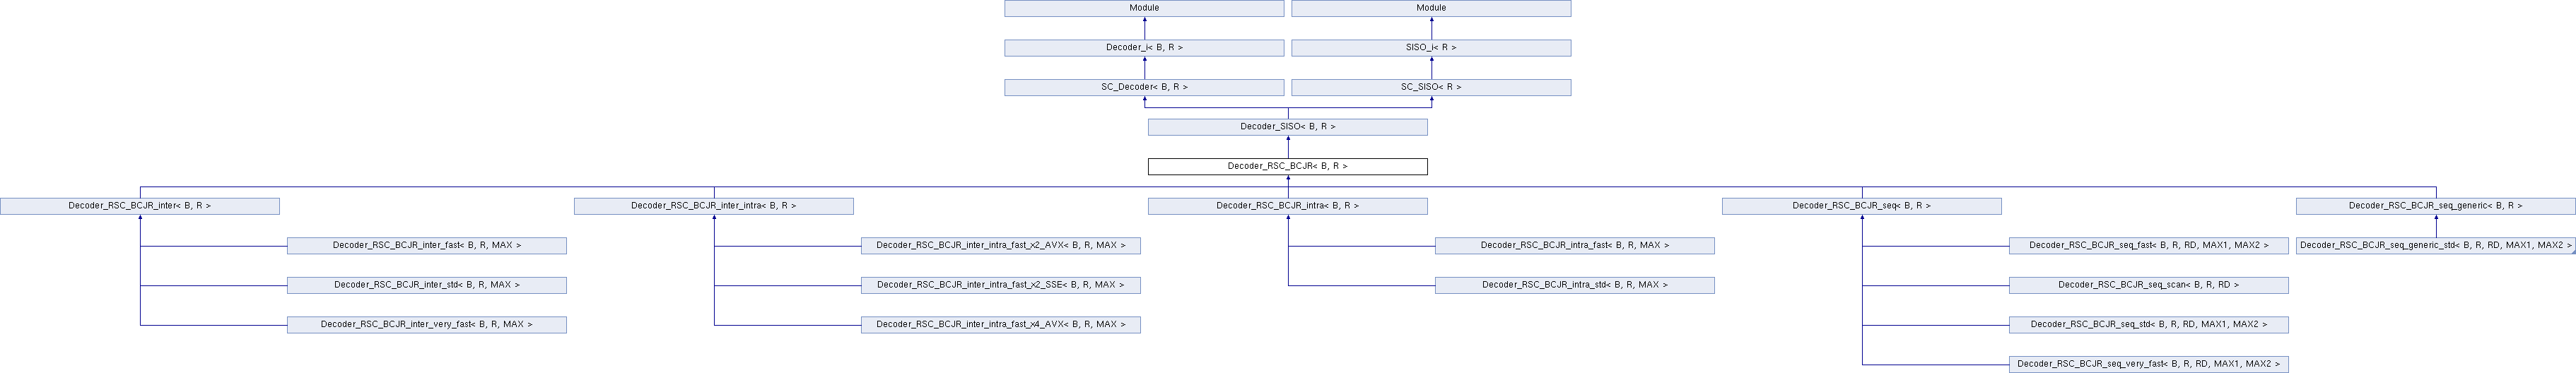 Module
Module
Decoder_i< B, R >
SISO_i< R >
SC_Decoder< B, R >
SC_SISO< R >
Decoder_SISO< B, R >
Decoder_RSC_BCJR< B, R >
Decoder_RSC_BCJR_inter< B, R >
Decoder_RSC_BCJR_inter_intra< B, R >
Decoder_RSC_BCJR_intra< B, R >
Decoder_RSC_BCJR_seq< B, R >
Decoder_RSC_BCJR_seq_generic< B, R >
Decoder_RSC_BCJR_inter_fast< B, R, MAX >
Decoder_RSC_BCJR_inter_intra_fast_x2_AVX< B, R, MAX >
Decoder_RSC_BCJR_intra_fast< B, R, MAX >
Decoder_RSC_BCJR_seq_fast< B, R, RD, MAX1, MAX2 >
Decoder_RSC_BCJR_seq_generic_std< B, R, RD, MAX1, MAX2 >
Decoder_RSC_BCJR_inter_std< B, R, MAX >
Decoder_RSC_BCJR_inter_intra_fast_x2_SSE< B, R, MAX >
Decoder_RSC_BCJR_intra_std< B, R, MAX >
Decoder_RSC_BCJR_seq_scan< B, R, RD >
Decoder_RSC_BCJR_inter_very_fast< B, R, MAX >
Decoder_RSC_BCJR_inter_intra_fast_x4_AVX< B, R, MAX >
Decoder_RSC_BCJR_seq_std< B, R, RD, MAX1, MAX2 >
Decoder_RSC_BCJR_seq_very_fast< B, R, RD, MAX1, MAX2 >